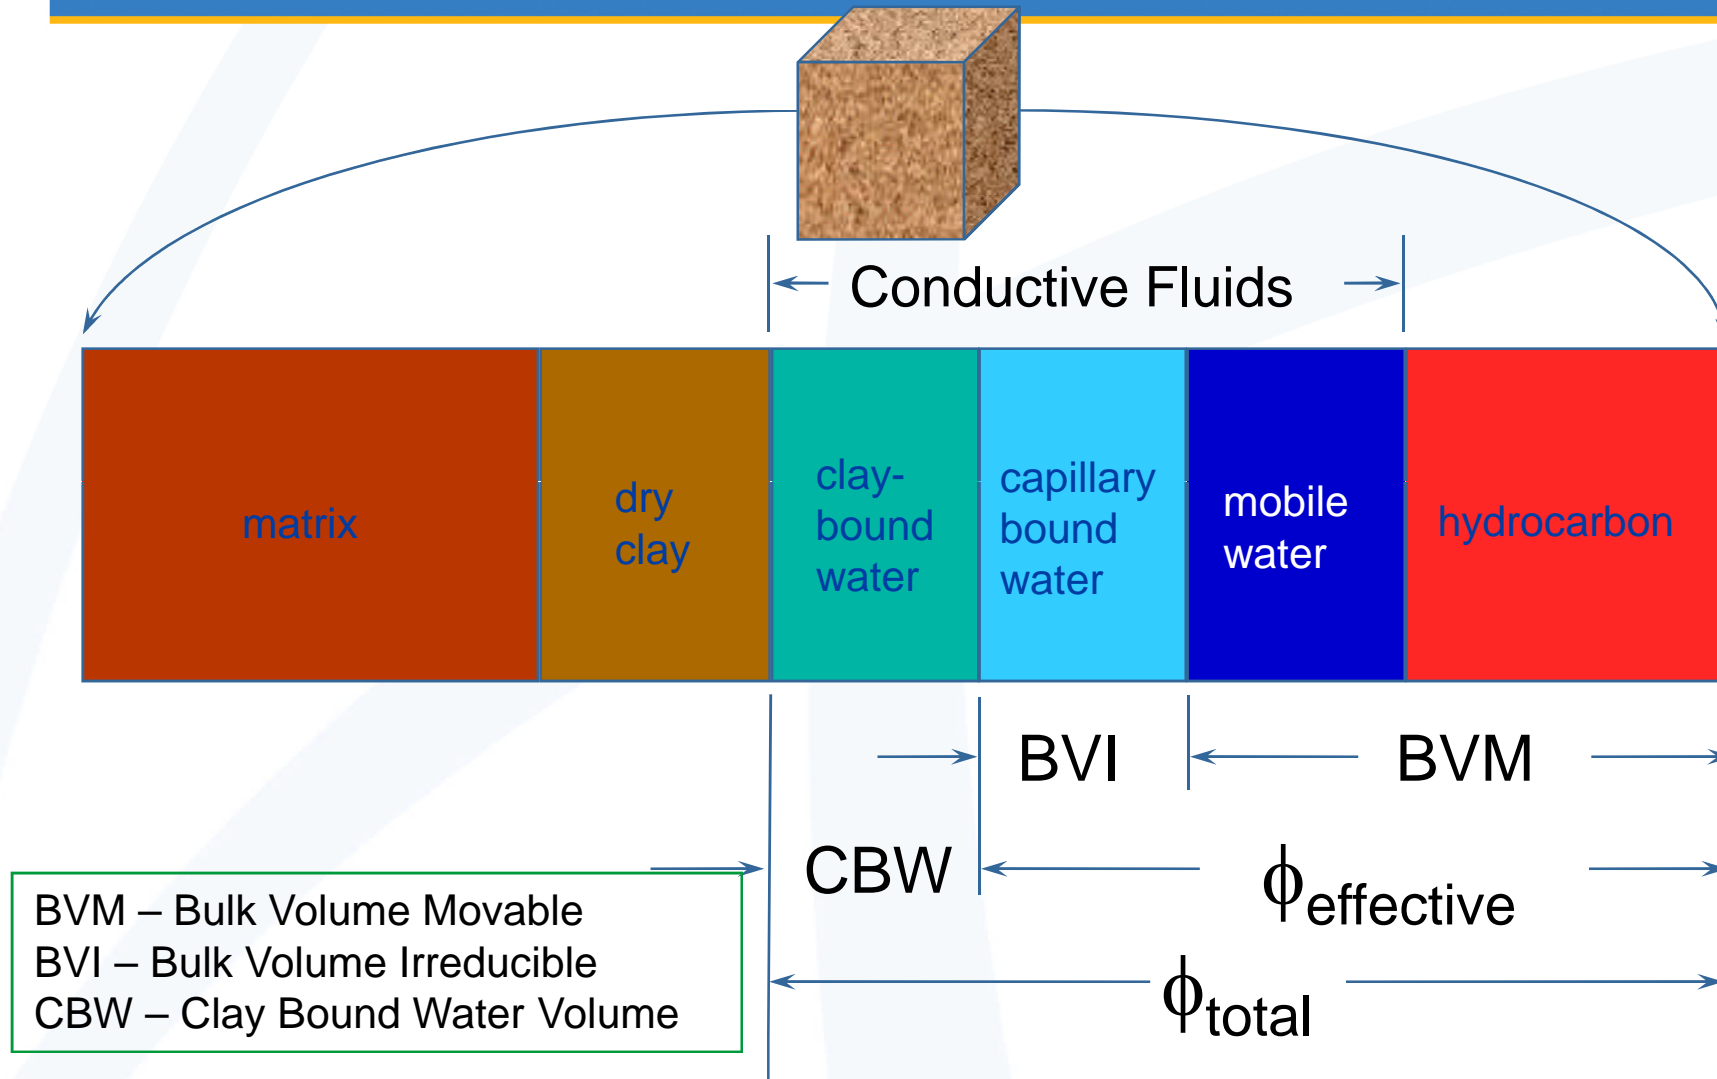 Conductive Fluids
matrix
dry
clay
clay-
bound
water
capillary
bound
water
mobile
water
hydrocarbon
BVI
BVM
CBW
ϕeffective
ϕtotal
BVM – Bulk Volume Movable
BVI – Bulk Volume Irreducible
CBW – Clay Bound Water Volume